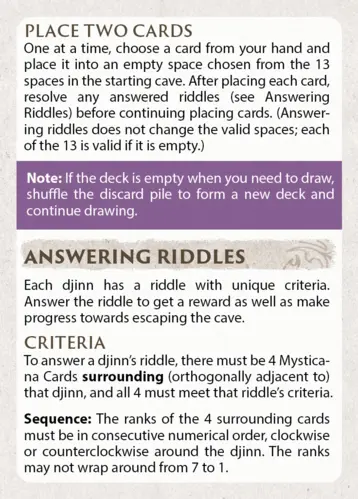 PLACE TWO CARDS
One at a time, choose a card from your hand and
place it into an empty space chosen from the 13
spaces in the starting cave. After placing each card,
resolve any answered riddles (see Answering
Riddles) before continuing placing cards. (Answer-
ing riddles does not change the valid spaces; each
of the 13 is valid if it is empty.)
Note: If the deck is empty when you need to draw,
shuffle the discard pile to form a new deck and
continue drawing.
ANSWERING RIDDLES
Each djinn has a riddle with unique criteria.
Answer the riddle to get a reward as well as make
progress towards escaping the cave.
CRITERIA
To answer a djinn's riddle, there must be 4 Mystica-
na Cards surrounding (orthogonally adjacent to)
that djinn, and all 4 must meet that riddle's criteria.
Sequence: The ranks of the 4 surrounding cards
must be in consecutive numerical order, clockwise
or counterclockwise around the djinn. The ranks
may not wrap around from 7 to 1.